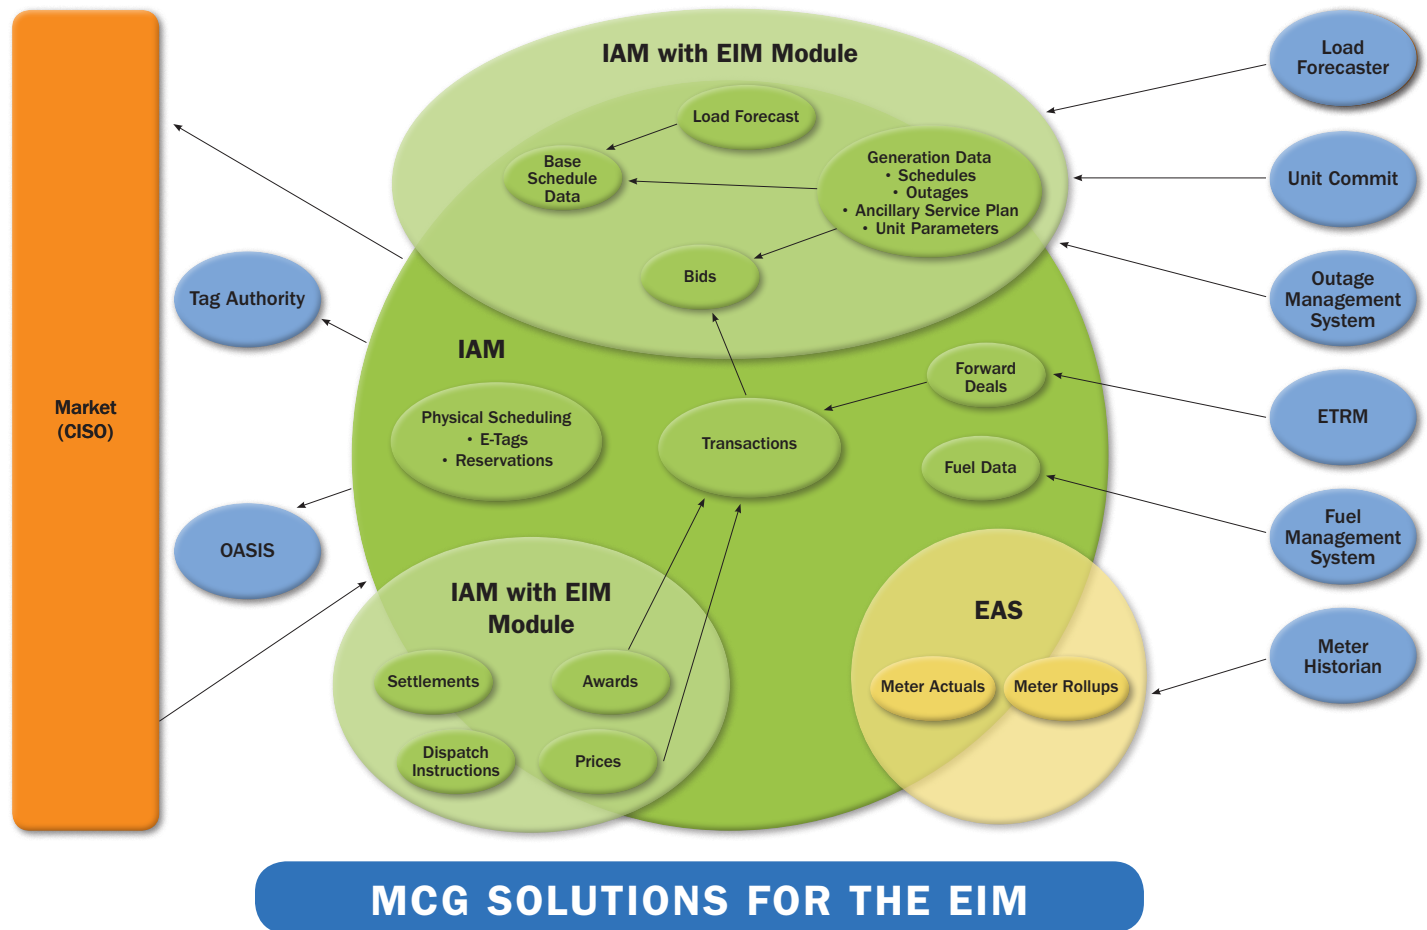 IAM with EIM Module
Load Forecast
Base
Schedule
Data
Generation Data
• Schedules
• Outages
• Ancillary Service Plan
• Unit Parameters
Bids
Load
Forecaster
Unit Commit
Outage
Management
System
ETRM
Fuel
Management
System
Meter
Historian
Market
(CISO)
Tag Authority
OASIS
IAM
Physical Scheduling
• E-Tags
• Reservations
Transactions
Forward
Deals
Fuel Data
IAM with EIM
Module
Settlements
Awards
Dispatch
Instructions
Prices
EAS
Meter Actuals
Meter Rollups
MCG SOLUTIONS FOR THE EIM